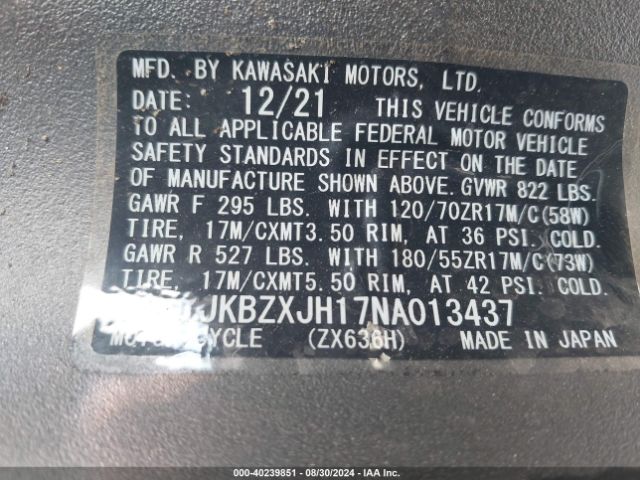 MFD. BY KAWASAKI MOTORS, LTD.
DATE: 12/21 THIS VEHICLE CONFORMS
TO ALL APPLICABLE FEDERAL MOTOR VEHICLE
SAFETY STANDARDS IN EFFECT ON THE DATE
OF MANUFACTURE SHOWN ABOVE. GVWR 822 LBS.
GAWR F 295 LBS. WITH 120/70ZR17M/C(58W)
TIRE, 17M/CXMT3.50 RIM, AT 36 PSI. COLD.
GAWR R 527 LBS. WITH 180/55ZR17M/C(73W)
TIRE, 17M/CXMT5.50 RIM, AT 42 PSI. COLD.
JKBZXJH17NA013437
MOTORCYCLE (ZX636H) MADE IN JAPAN
000-40239851 - 08/30/2024 - IAA Inc.